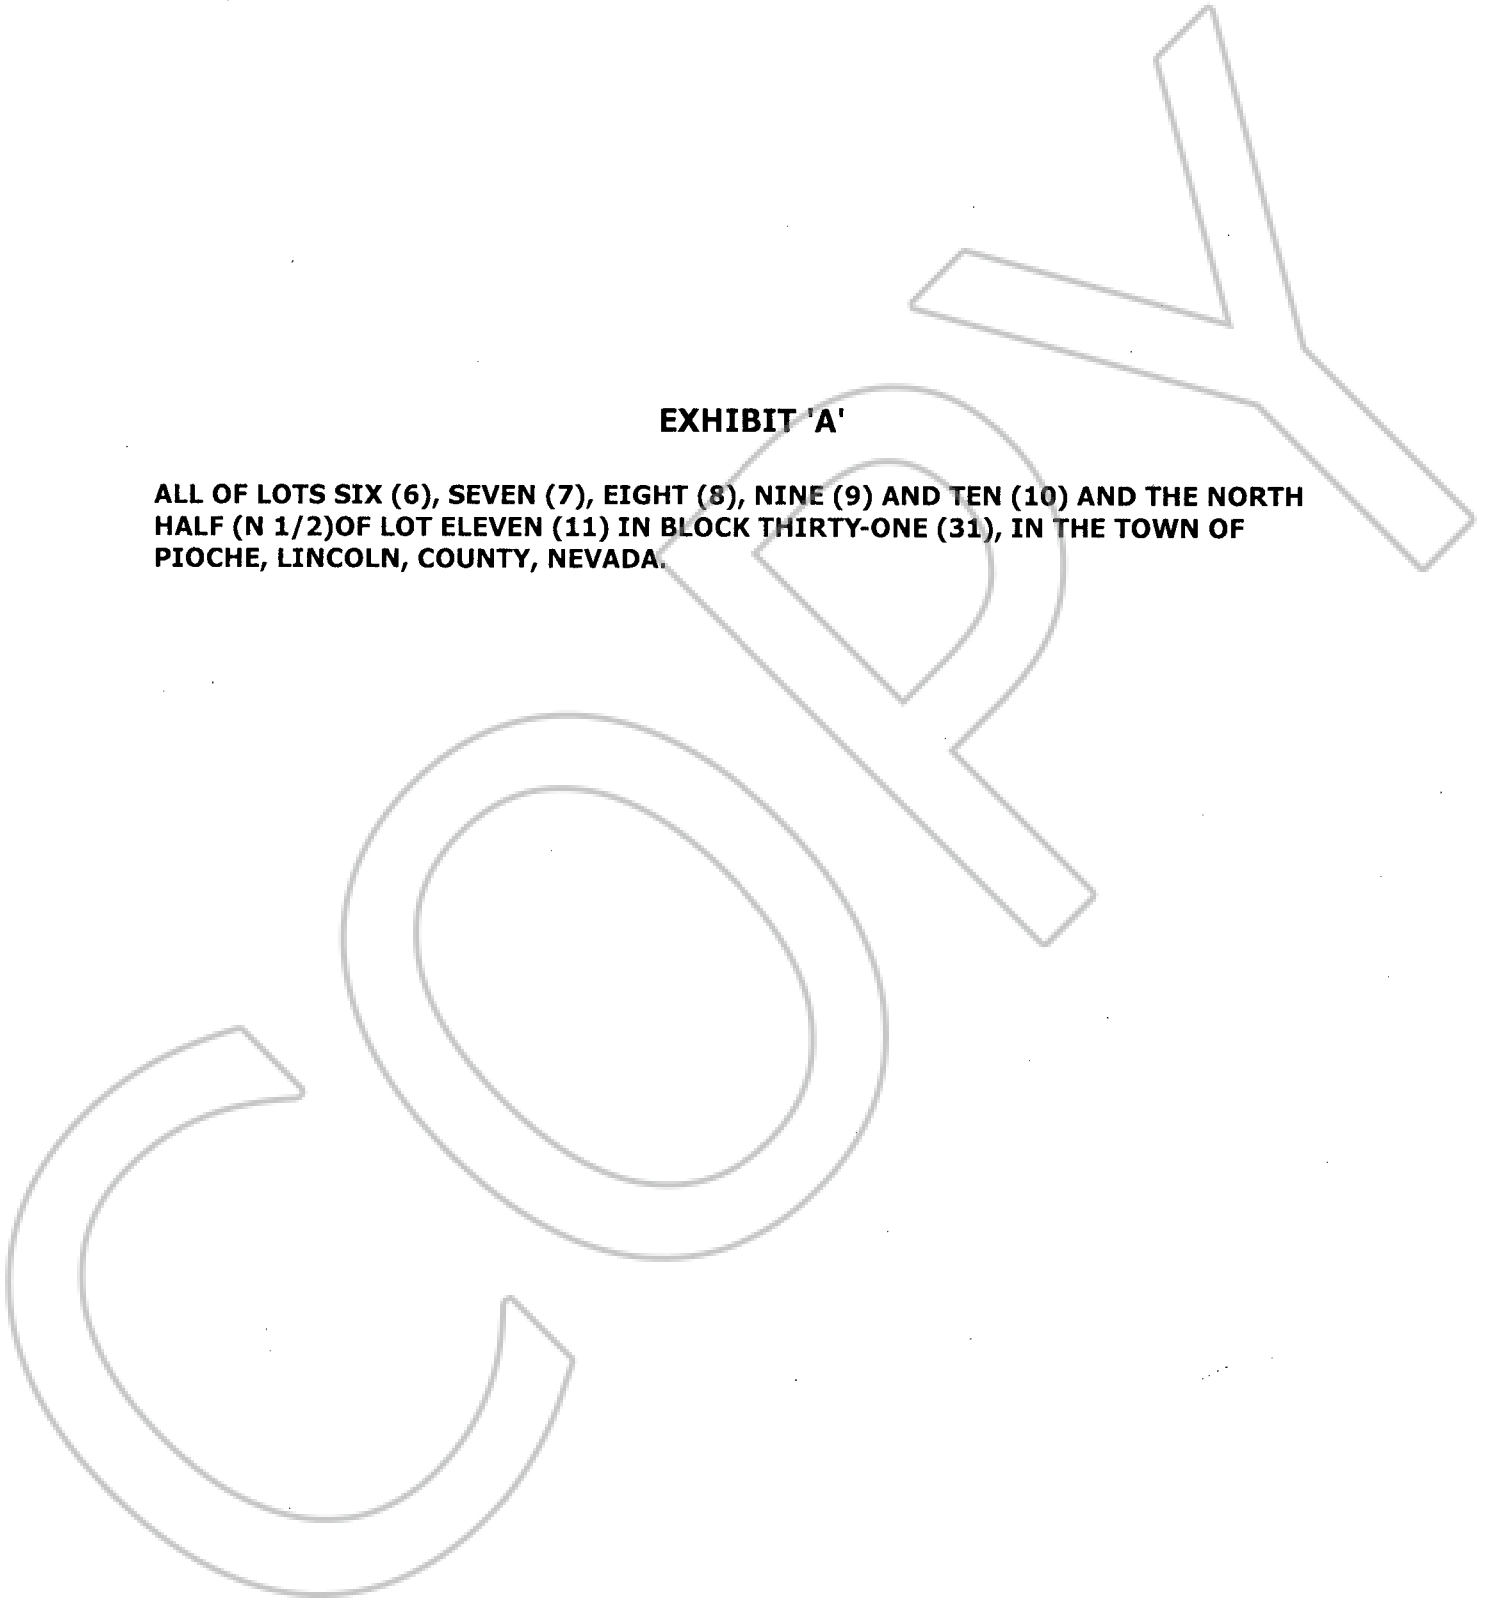 EXHIBIT 'A'
ALL OF LOTS SIX (6), SEVEN (7), EIGHT (8), NINE (9) AND TEN (10) AND THE NORTH
HALF (N 1/2)OF LOT ELEVEN (11) IN BLOCK THIRTY-ONE (31), IN THE TOWN OF
PIOCHE, LINCOLN, COUNTY, NEVADA.
COPY